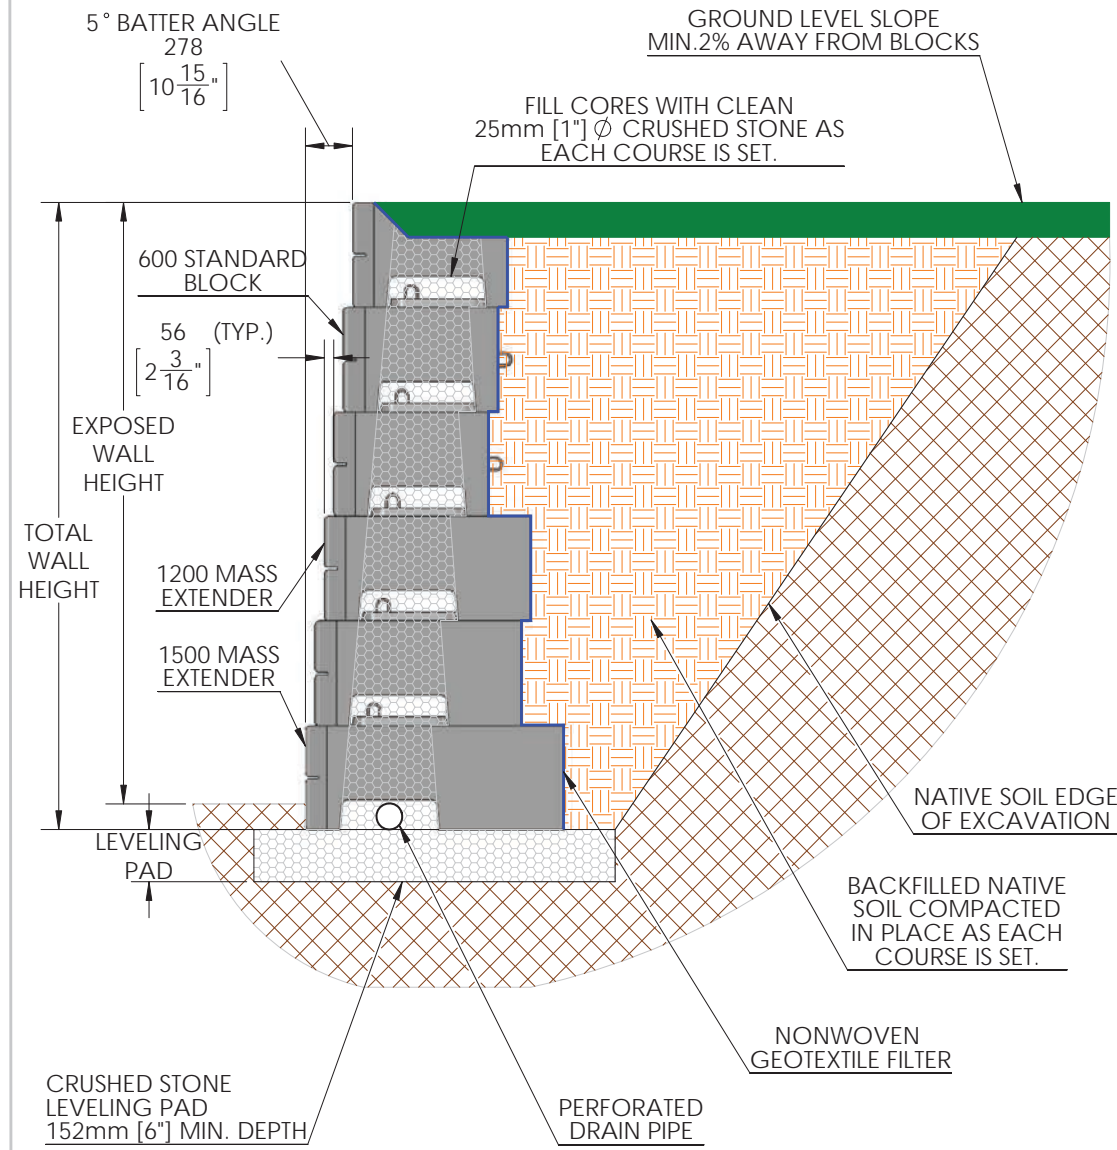 5° BATTER ANGLE
278
[10 15/16"]
GROUND LEVEL SLOPE
MIN.2% AWAY FROM BLOCKS
FILL CORES WITH CLEAN
25mm [1"] ∅ CRUSHED STONE AS
EACH COURSE IS SET.
600 STANDARD
BLOCK
56 (TYP.)
[2 3/16"]
EXPOSED
WALL
HEIGHT
TOTAL
WALL
HEIGHT
1200 MASS
EXTENDER
1500 MASS
EXTENDER
LEVELING
PAD
NATIVE SOIL EDGE
OF EXCAVATION
BACKFILLED NATIVE
SOIL COMPACTED
IN PLACE AS EACH
COURSE IS SET.
NONWOVEN
GEOTEXTILE FILTER
CRUSHED STONE
LEVELING PAD
152mm [6"] MIN. DEPTH
PERFORATED
DRAIN PIPE